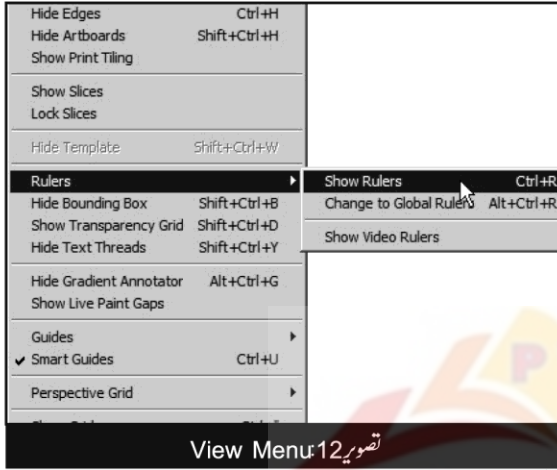 Hide Edges Ctrl+H
Hide Artboards Shift+Ctrl+H
Show Print Tiling
Show Slices
Lock Slices
Hide Template Shift+Ctrl+W
Rulers
Hide Bounding Box Shift+Ctrl+B
Show Transparency Grid Shift+Ctrl+D
Hide Text Threads Shift+Ctrl+Y
Hide Gradient Annotator Alt+Ctrl+G
Show Live Paint Gaps
Guides
Smart Guides Ctrl+U
Perspective Grid
Show Rulers Ctrl+R
Change to Global Rulers Alt+Ctrl+R
Show Video Rulers
تصویر12:View Menu